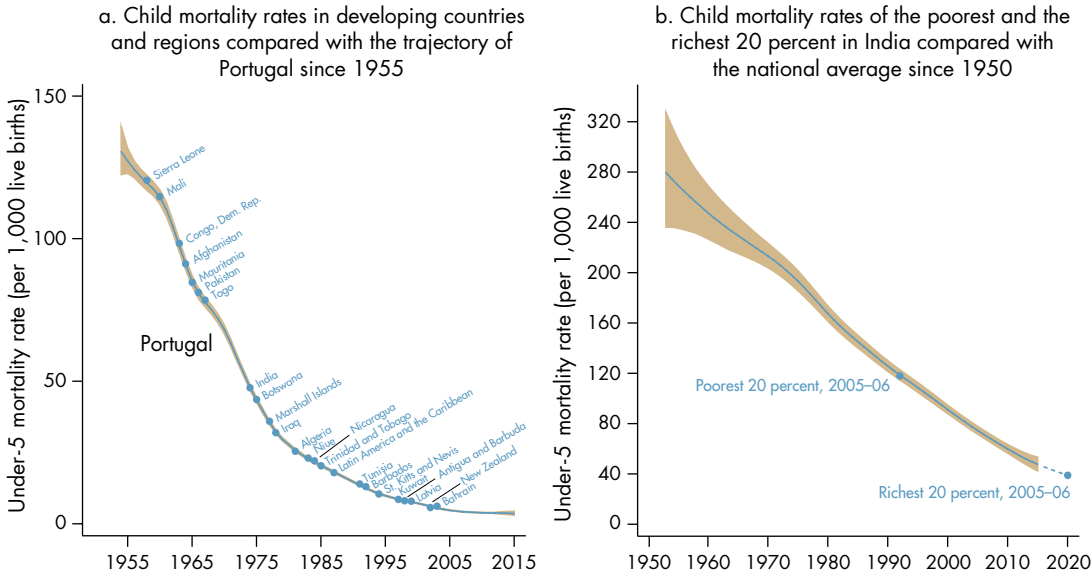 a. Child mortality rates in developing countries
and regions compared with the trajectory of
Portugal since 1955
Under-5 mortality rate (per 1,000 live births)
150
100
50
0
Sierra Leone
Mali
Congo, Dem. Rep.
Afghanistan
Mauritania
Pakistan
Togo
Portugal
India
Botswana
Marshall Islands
Iraq
Algeria
Niue
Nicaragua
Trinidad and Tobago
Latin America and the Caribbean
Tunisia
Barbados
St. Kitts and Nevis
Kuwait
Antigua and Barbuda
Latvia
New Zealand
Bahrain
1955 1965 1975 1985 1995 2005 2015
b. Child mortality rates of the poorest and the
richest 20 percent in India compared with
the national average since 1950
Under-5 mortality rate (per 1,000 live births)
320
280
240
200
160
120
80
40
0
Poorest 20 percent, 2005–06
Richest 20 percent, 2005–06
1950 1960 1970 1980 1990 2000 2010 2020